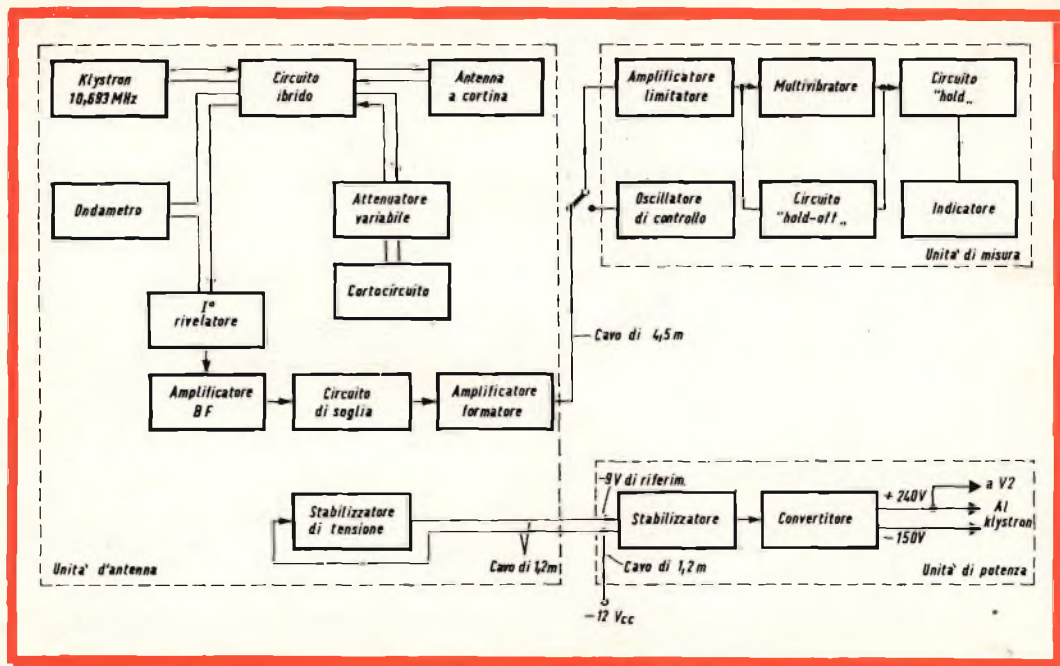 Klystron
10,693 MHz
Circuito
ibrido
Antenna
a cortina
Ondametro
Attenuatore
variabile
Cortocircuito
I°
rivelatore
Amplificatore
BF
Circuito
di soglia
Amplificatore
formatore
Stabilizzatore
di tensione
Unita' d'antenna
Cavo di 1,2m
Amplificatore
limitatore
Multivibratore
Circuito
"hold„
Oscillatore
di controllo
Circuito
"hold-off„
Indicatore
Unita' di misura
Cavo di 4,5m
-9V di riferim.
Stabilizzatore
Convertitore
+240V
a V2
Al
klystron
-150V
Cavo di 1,2m
Unita' di potenza
-12 Vcc